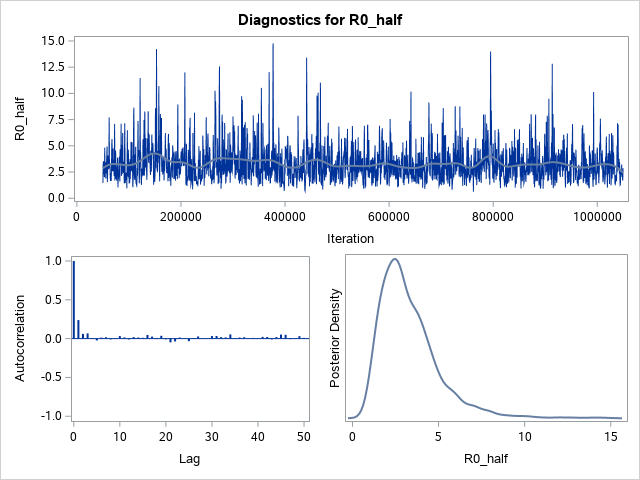 Diagnostics for R0_half
15.0
12.5
10.0
7.5
5.0
2.5
0.0
R0_half
0 200000 400000 600000 800000 1000000
Iteration
1.0
0.5
0.0
-0.5
-1.0
Autocorrelation
0 10 20 30 40 50
Lag
Posterior Density
0 5 10 15
R0_half